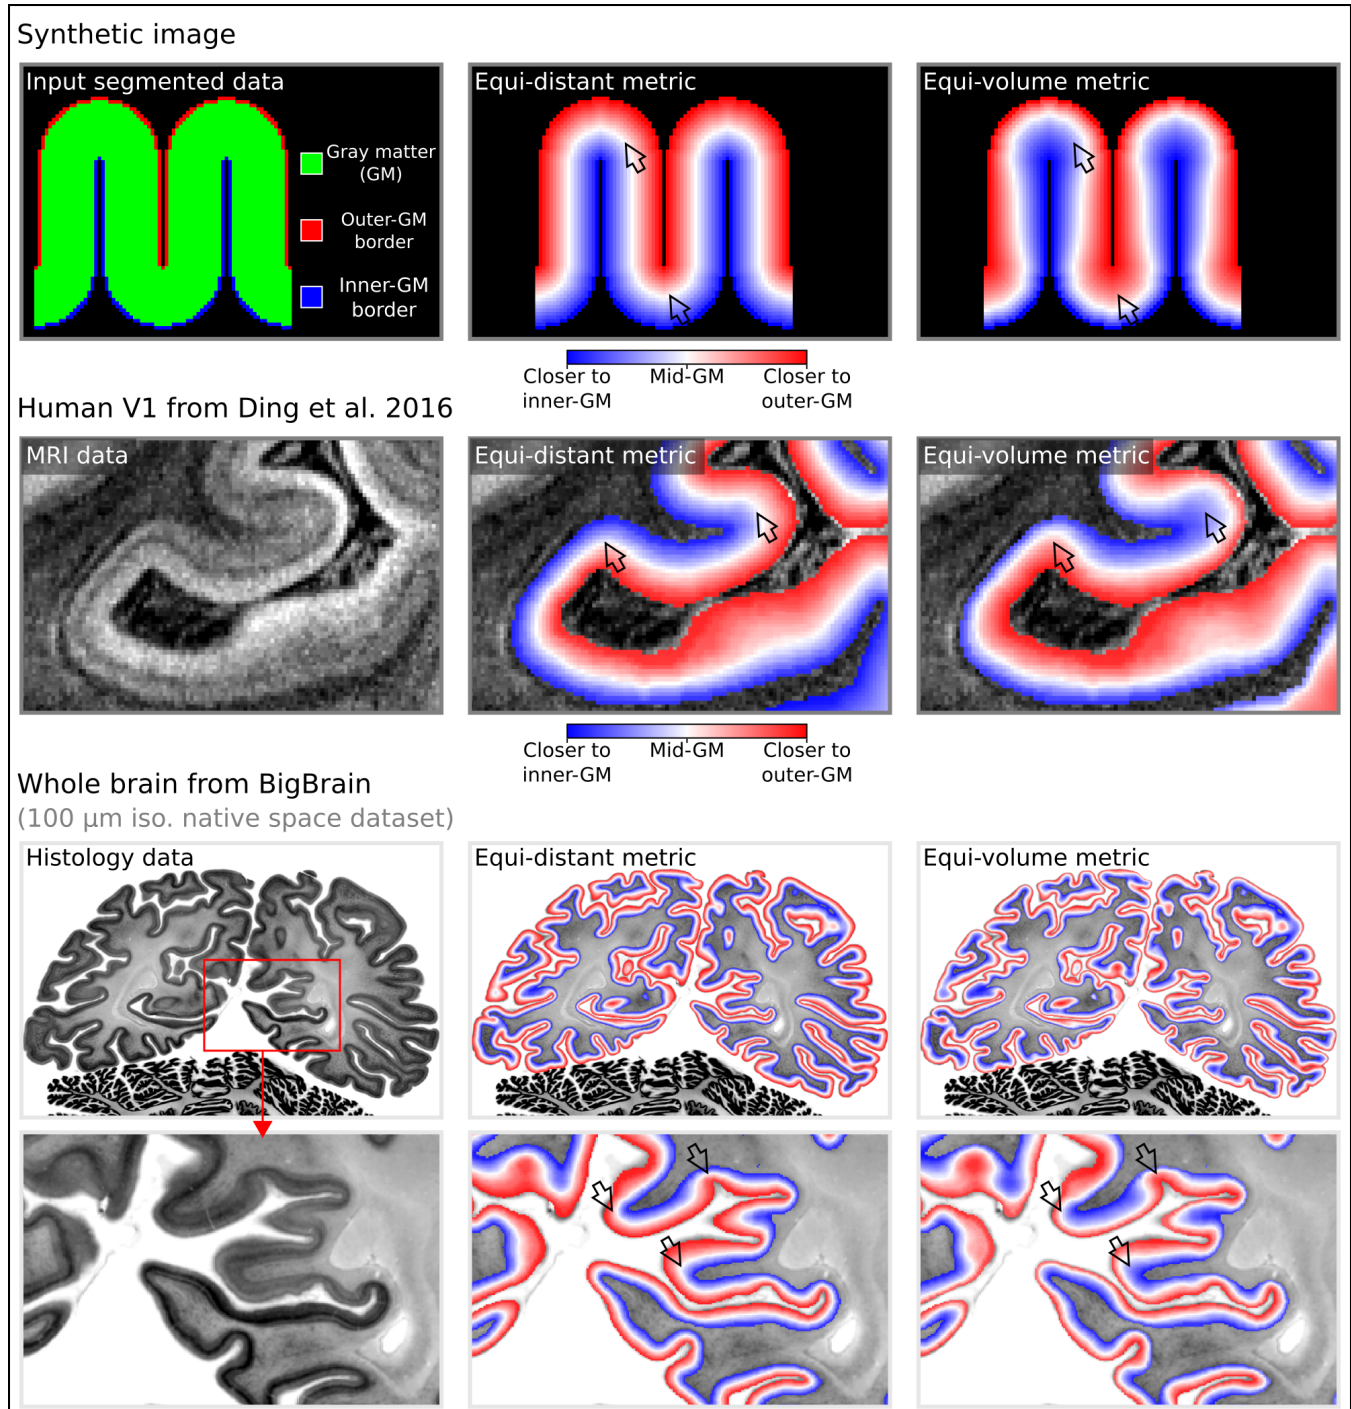 Synthetic image
Input segmented data
Equi-distant metric
Equi-volume metric
Gray matter
(GM)
Outer-GM
border
Inner-GM
border
Closer to
inner-GM
Mid-GM
Closer to
outer-GM
Human V1 from Ding et al. 2016
MRI data
Equi-distant metric
Equi-volume metric
Closer to
inner-GM
Mid-GM
Closer to
outer-GM
Whole brain from BigBrain
(100 μm iso. native space dataset)
Histology data
Equi-distant metric
Equi-volume metric